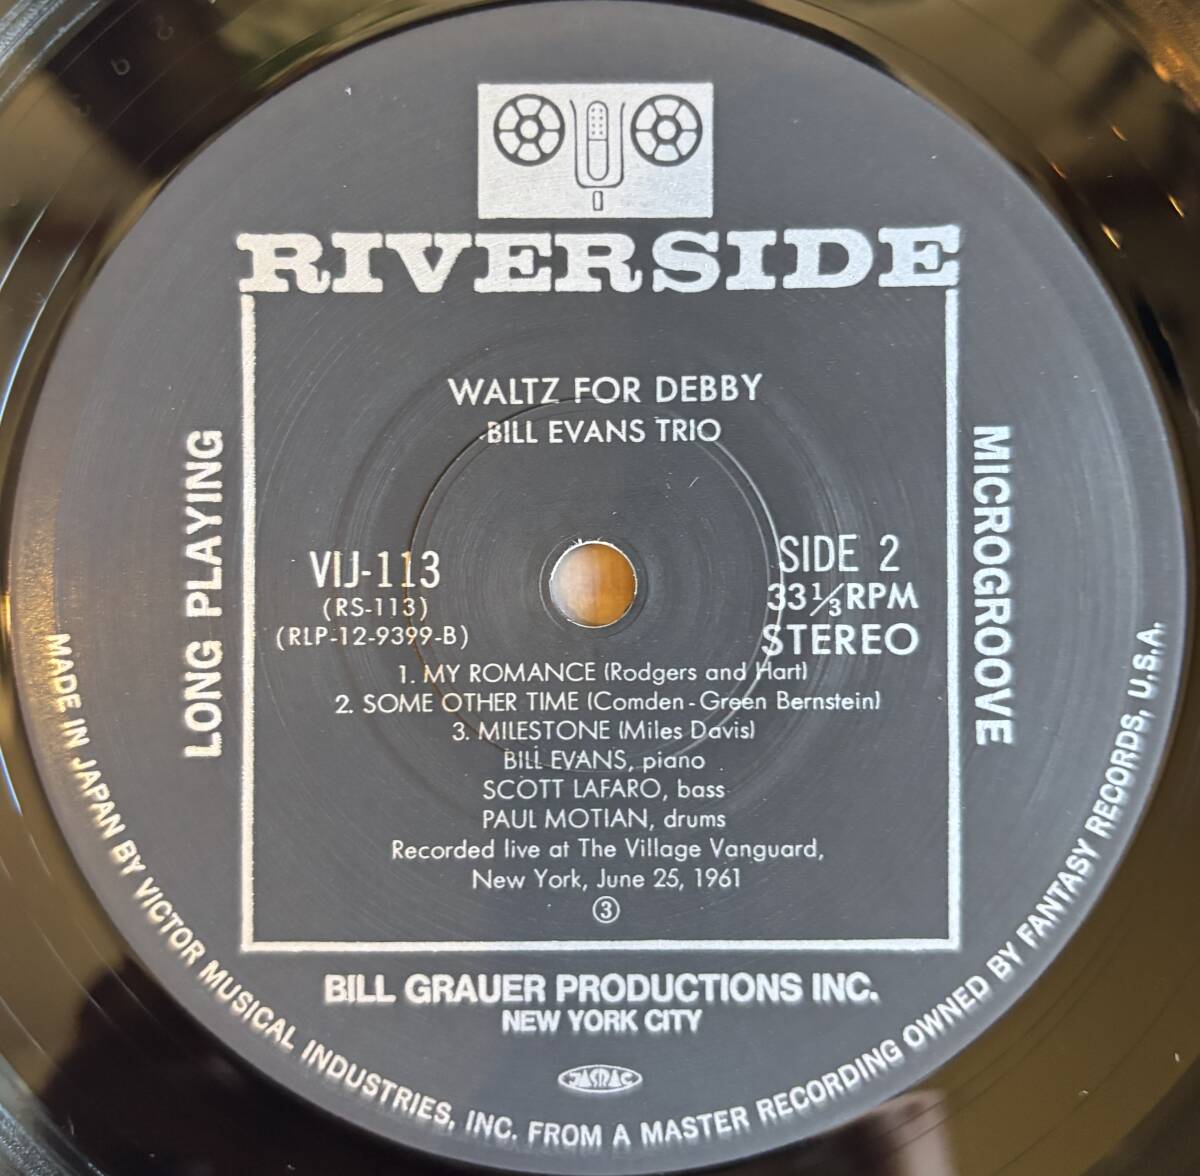 RIVERSIDE
WALTZ FOR DEBBY
BILL EVANS TRIO
LONG PLAYING
MICROGROOVE
VIJ-113
(RS-113)
(RLP-12-9399-B)
SIDE 2
33 1/3 RPM
STEREO
1. MY ROMANCE (Rodgers and Hart)
2. SOME OTHER TIME (Comden-Green Bernstein)
3. MILESTONE (Miles Davis)
BILL EVANS, piano
SCOTT LAFARO, bass
PAUL MOTIAN, drums
Recorded live at The Village Vanguard,
New York, June 25, 1961
③
BILL GRAUER PRODUCTIONS INC.
NEW YORK CITY
JASRAC
MADE IN JAPAN BY VICTOR MUSICAL INDUSTRIES, INC. FROM A MASTER RECORDING OWNED BY FANTASY RECORDS, U.S.A.